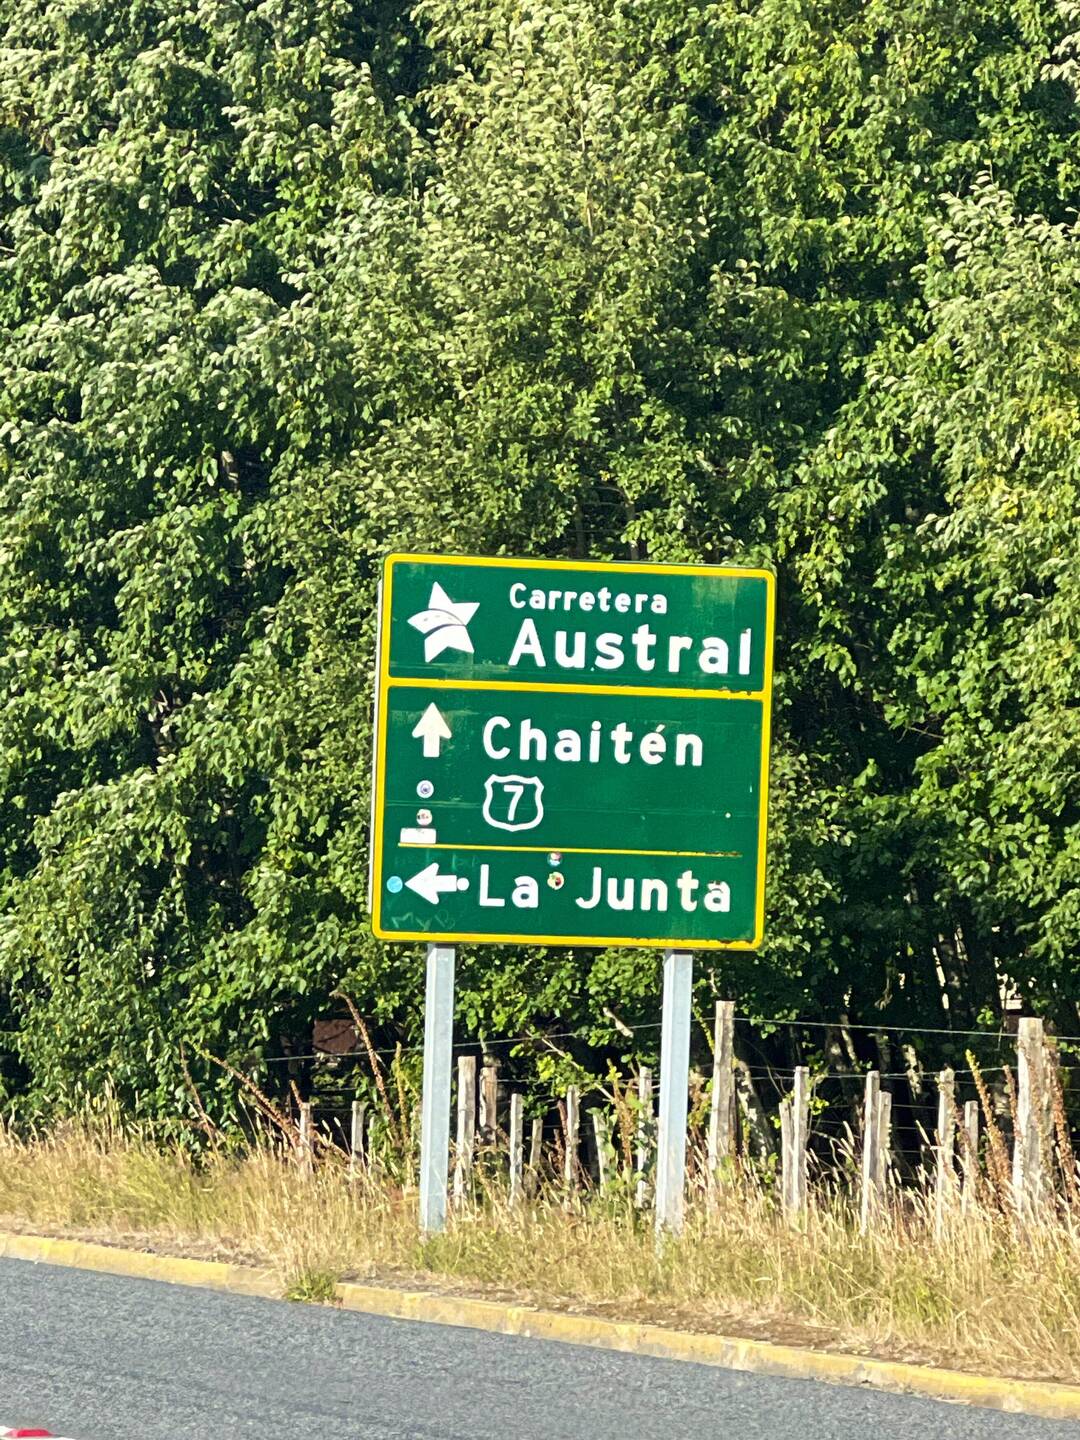 Carretera
Austral
Chaitén
7
La Junta